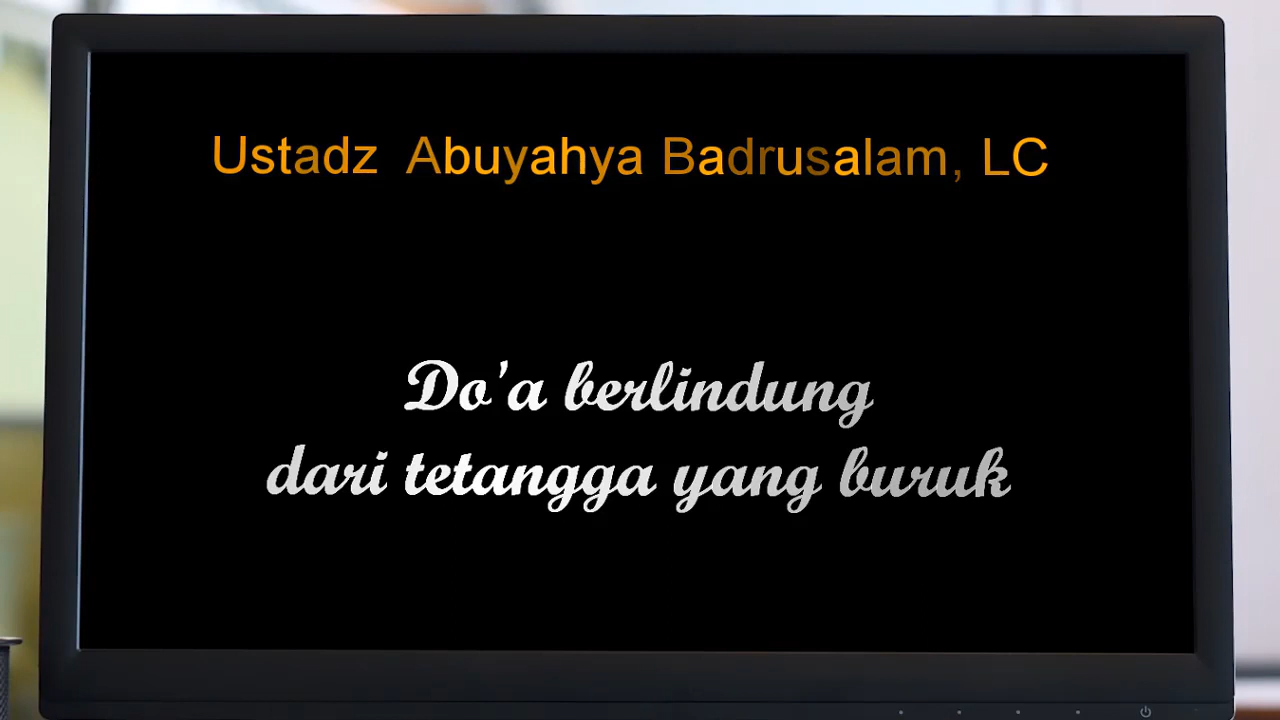 Ustadz Abuyahya Badrusalam, LC
Do'a berlindung
dari tetangga yang buruk